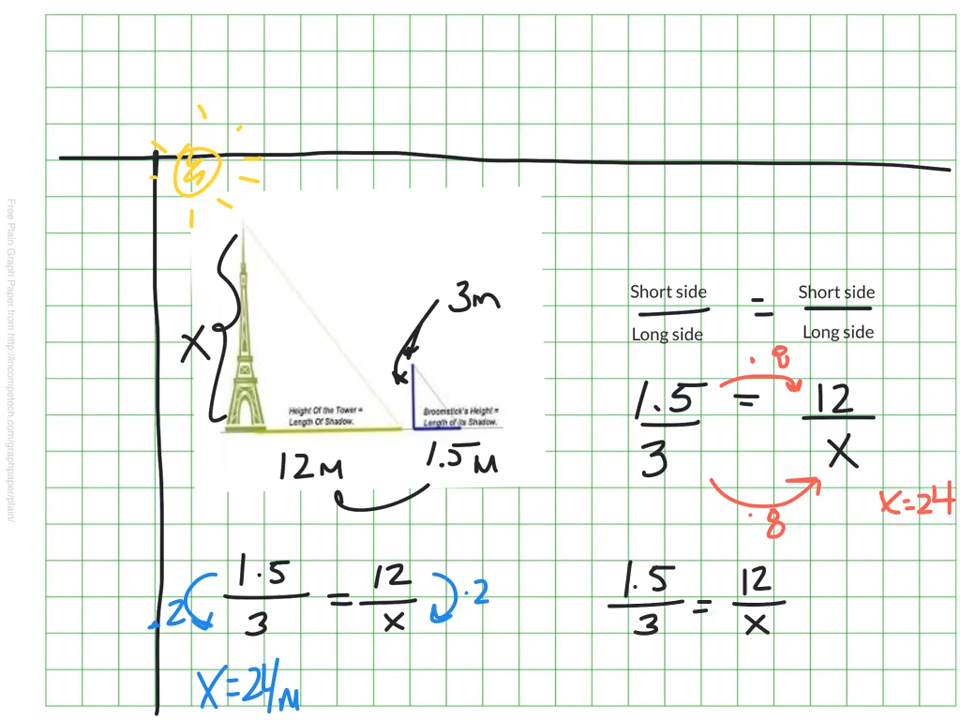 Free Plain Graph Paper from http://incompetech.com/graphpaper/plain/
X
3m
Height Of the Tower =
Length Of Shadow.
Broomstick's Height =
Length of its Shadow.
12M
1.5M
Short side = Short side
Long side Long side
·8
1.5 = 12
3 X
·8
X=24
1.5 = 12
3 X
·2
·2
X=24M
1.5 = 12
3 X